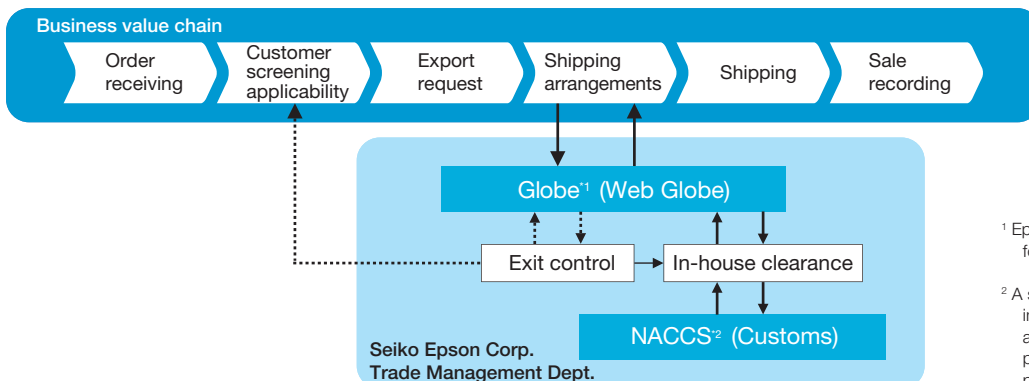 Business value chain
Order
receiving
Customer
screening
applicability
Export
request
Shipping
arrangements
Shipping
Sale
recording
Globe*1 (Web Globe)
Exit control
In-house clearance
NACCS*2 (Customs)
Seiko Epson Corp.
Trade Management Dept.
1 Ep
fo
2 A s
in
a
p